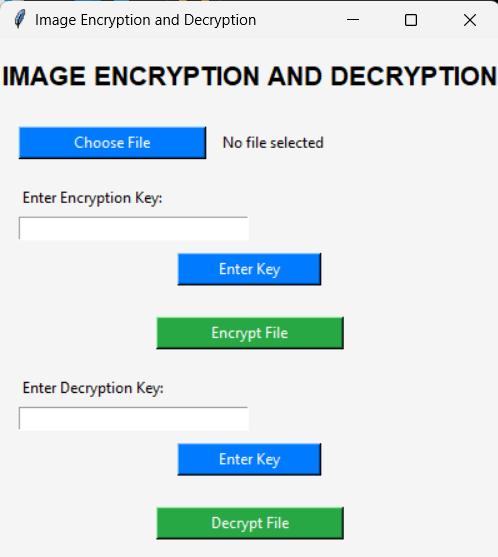 Image Encryption and Decryption
IMAGE ENCRYPTION AND DECRYPTION
Choose File No file selected
Enter Encryption Key:
Enter Key
Encrypt File
Enter Decryption Key:
Enter Key
Decrypt File